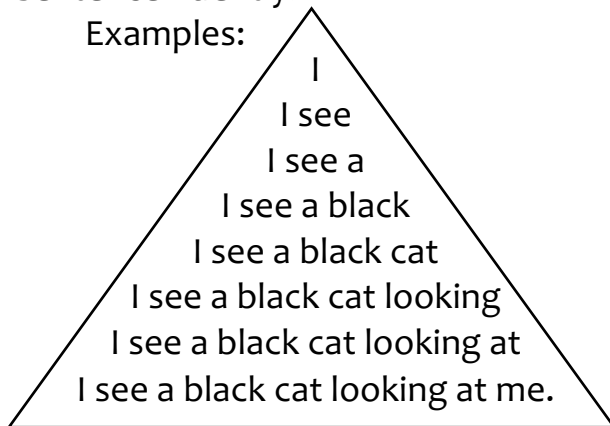 Examples:
I
I see
I see a
I see a black
I see a black cat
I see a black cat looking
I see a black cat looking at
I see a black cat looking at me.